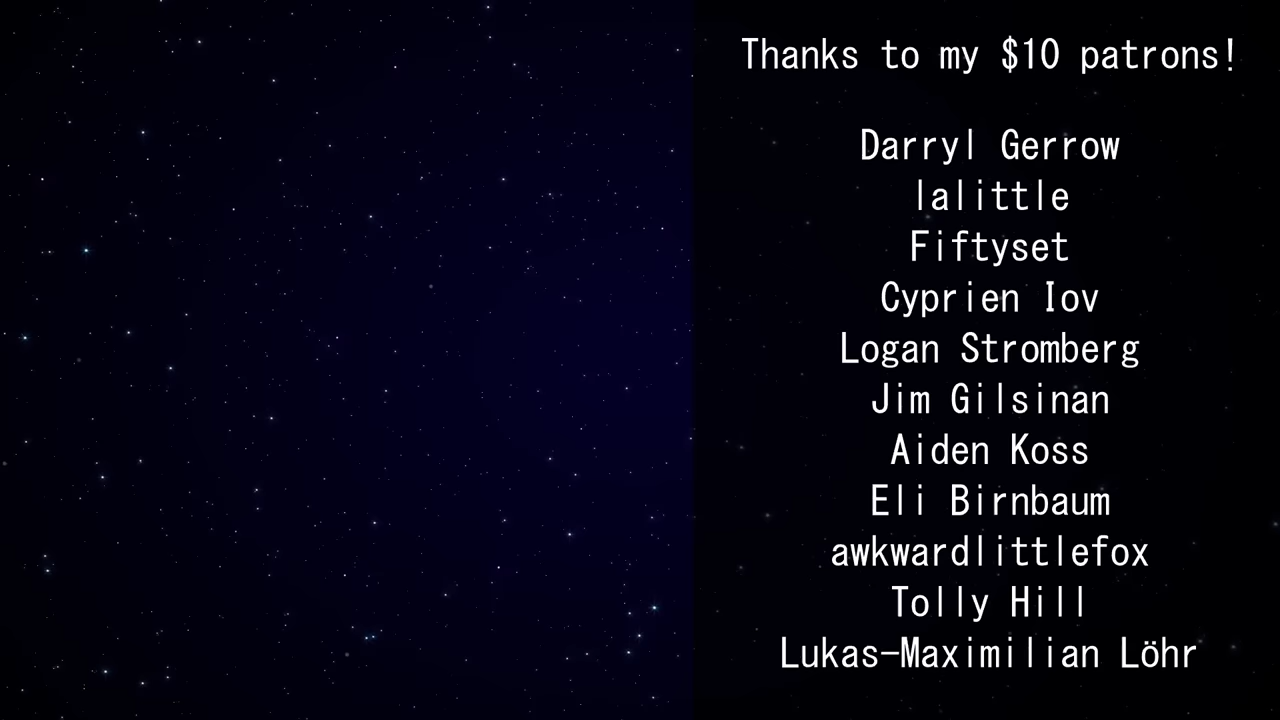 Thanks to my $10 patrons!
Darryl Gerrow
lalittle
Fiftyset
Cyprien Iov
Logan Stromberg
Jim Gilsinan
Aiden Koss
Eli Birnbaum
awkwardlittlefox
Tolly Hill
Lukas-Maximilian Löhr